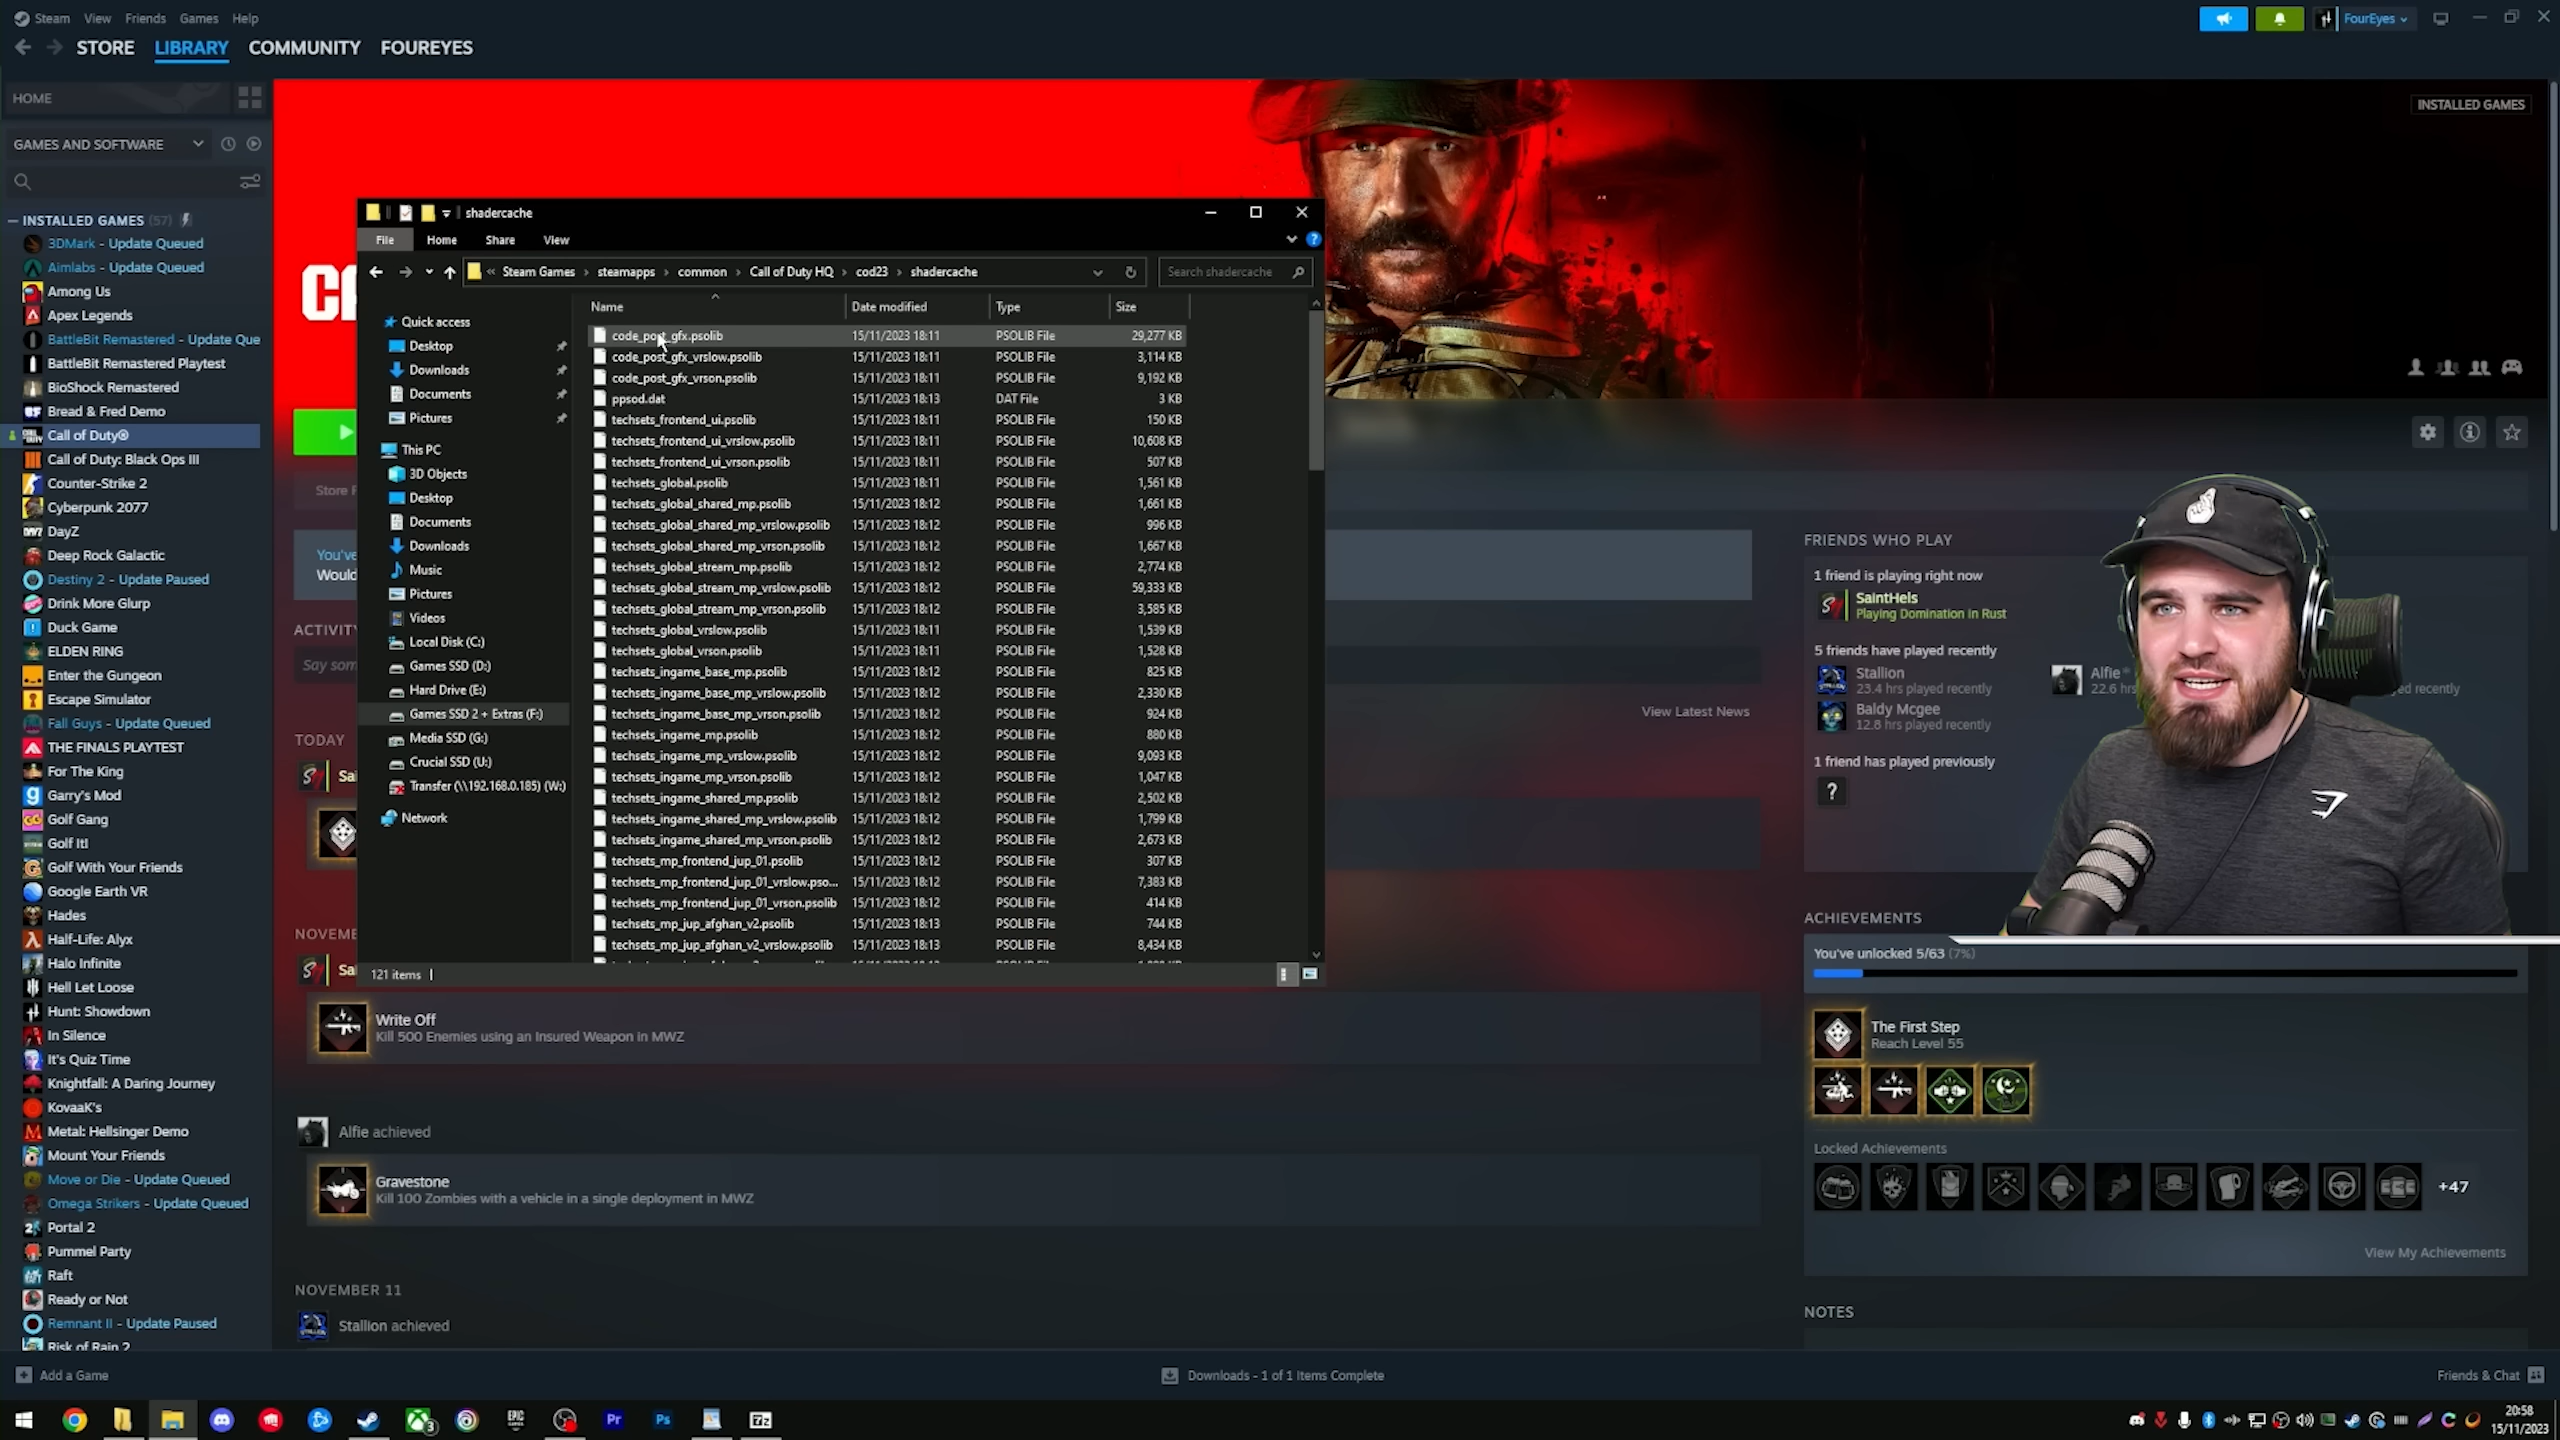 Steam View Friends Games Help
FourEyes
STORE LIBRARY COMMUNITY FOUREYES
HOME
INSTALLED GAMES
GAMES AND SOFTWARE
INSTALLED GAMES (57)
3DMark - Update Queued
Aimlabs - Update Queued
Among Us
Apex Legends
BattleBit Remastered - Update Que
BattleBit Remastered Playtest
BioShock Remastered
Bread & Fred Demo
Call of Duty®
Call of Duty: Black Ops III
Counter-Strike 2
Cyberpunk 2077
DayZ
Deep Rock Galactic
Destiny 2 - Update Paused
Drink More Glurp
Duck Game
ELDEN RING
Enter the Gungeon
Escape Simulator
Fall Guys - Update Queued
THE FINALS PLAYTEST
For The King
Garry's Mod
Golf Gang
Golf It!
Golf With Your Friends
Google Earth VR
Hades
Half-Life: Alyx
Halo Infinite
Hell Let Loose
Hunt: Showdown
In Silence
It's Quiz Time
Knightfall: A Daring Journey
KovaaK's
Metal: Hellsinger Demo
Mount Your Friends
Move or Die - Update Queued
Omega Strikers - Update Queued
Portal 2
Pummel Party
Raft
Ready or Not
Remnant II - Update Paused
Risk of Rain 2
shadercache
File Home Share View
« Steam Games › steamapps › common › Call of Duty HQ › cod23 › shadercache
Search shadercache
Quick access
Desktop
Downloads
Documents
Pictures
This PC
3D Objects
Desktop
Documents
Downloads
Music
Pictures
Videos
Local Disk (C:)
Games SSD (D:)
Hard Drive (E:)
Games SSD 2 + Extras (F:)
Media SSD (G:)
Crucial SSD (U:)
Transfer (\\192.168.0.185) (W:)
Network
Name Date modified Type Size
code_post_gfx.psolib 15/11/2023 18:11 PSOLIB File 29,277 KB
code_post_gfx_vrslow.psolib 15/11/2023 18:11 PSOLIB File 3,114 KB
code_post_gfx_vrson.psolib 15/11/2023 18:11 PSOLIB File 9,192 KB
ppsod.dat 15/11/2023 18:13 DAT File 3 KB
techsets_frontend_ui.psolib 15/11/2023 18:11 PSOLIB File 150 KB
techsets_frontend_ui_vrslow.psolib 15/11/2023 18:11 PSOLIB File 10,608 KB
techsets_frontend_ui_vrson.psolib 15/11/2023 18:11 PSOLIB File 507 KB
techsets_global.psolib 15/11/2023 18:11 PSOLIB File 1,561 KB
techsets_global_shared_mp.psolib 15/11/2023 18:12 PSOLIB File 1,661 KB
techsets_global_shared_mp_vrslow.psolib 15/11/2023 18:12 PSOLIB File 996 KB
techsets_global_shared_mp_vrson.psolib 15/11/2023 18:12 PSOLIB File 1,667 KB
techsets_global_stream_mp.psolib 15/11/2023 18:12 PSOLIB File 2,774 KB
techsets_global_stream_mp_vrslow.psolib 15/11/2023 18:12 PSOLIB File 59,333 KB
techsets_global_stream_mp_vrson.psolib 15/11/2023 18:12 PSOLIB File 3,585 KB
techsets_global_vrslow.psolib 15/11/2023 18:11 PSOLIB File 1,539 KB
techsets_global_vrson.psolib 15/11/2023 18:11 PSOLIB File 1,528 KB
techsets_ingame_base_mp.psolib 15/11/2023 18:12 PSOLIB File 825 KB
techsets_ingame_base_mp_vrslow.psolib 15/11/2023 18:12 PSOLIB File 2,330 KB
techsets_ingame_base_mp_vrson.psolib 15/11/2023 18:12 PSOLIB File 924 KB
techsets_ingame_mp.psolib 15/11/2023 18:12 PSOLIB File 880 KB
techsets_ingame_mp_vrslow.psolib 15/11/2023 18:12 PSOLIB File 9,093 KB
techsets_ingame_mp_vrson.psolib 15/11/2023 18:12 PSOLIB File 1,047 KB
techsets_ingame_shared_mp.psolib 15/11/2023 18:12 PSOLIB File 2,502 KB
techsets_ingame_shared_mp_vrslow.psolib 15/11/2023 18:12 PSOLIB File 1,799 KB
techsets_ingame_shared_mp_vrson.psolib 15/11/2023 18:12 PSOLIB File 2,673 KB
techsets_mp_frontend_jup_01.psolib 15/11/2023 18:12 PSOLIB File 307 KB
techsets_mp_frontend_jup_01_vrslow.pso... 15/11/2023 18:12 PSOLIB File 7,383 KB
techsets_mp_frontend_jup_01_vrson.psolib 15/11/2023 18:12 PSOLIB File 414 KB
techsets_mp_jup_afghan_v2.psolib 15/11/2023 18:13 PSOLIB File 744 KB
techsets_mp_jup_afghan_v2_vrslow.psolib 15/11/2023 18:13 PSOLIB File 8,434 KB
121 items
Store
You've
Would
ACTIVIT
Say som
View Latest News
TODAY
Sa
NOVEME
Sa
Write Off
Kill 500 Enemies using an Insured Weapon in MWZ
Alfie achieved
Gravestone
Kill 100 Zombies with a vehicle in a single deployment in MWZ
NOVEMBER 11
Stallion achieved
FRIENDS WHO PLAY
1 friend is playing right now
SaintHels
Playing Domination in Rust
5 friends have played recently
Stallion
23.4 hrs played recently
Alfie
22.6 hrs
ed recently
Baldy Mcgee
12.8 hrs played recently
1 friend has played previously
?
ACHIEVEMENTS
You've unlocked 5/63 (7%)
The First Step
Reach Level 55
Locked Achievements
+47
View My Achievements
NOTES
Add a Game
Downloads - 1 of 1 Items Complete
Friends & Chat
EPIC GAMES
3
Pr
Ps
7z
20:58
15/11/2023